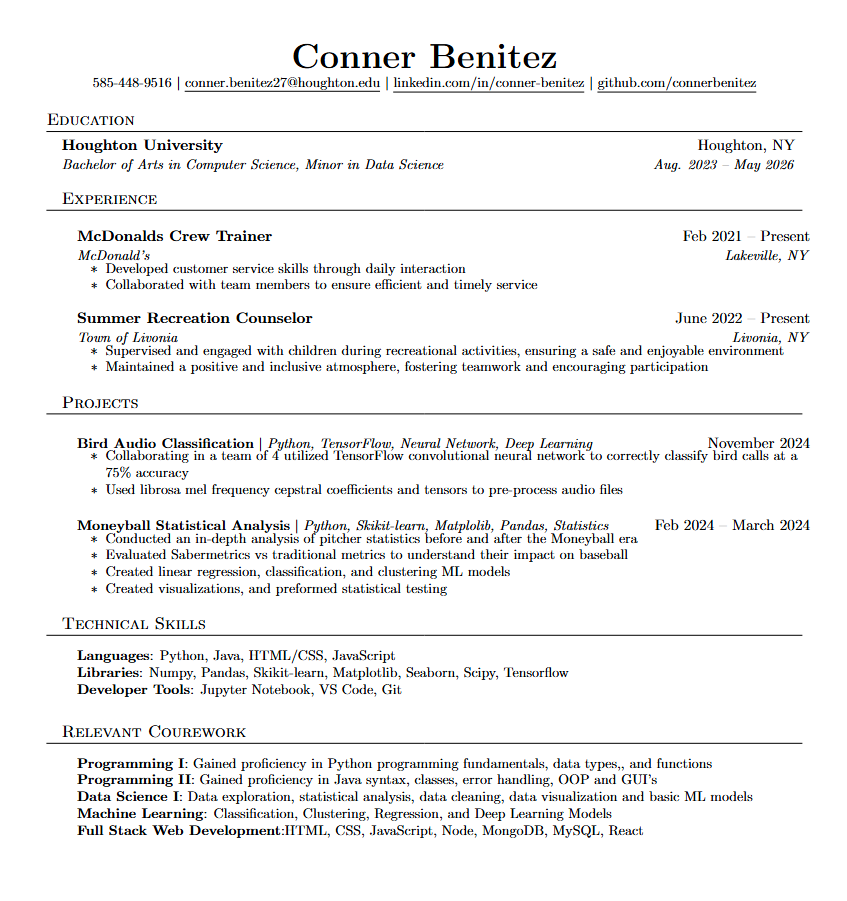 Conner Benitez
585-448-9516 | conner.benitez27@houghton.edu | linkedin.com/in/conner-benitez | github.com/connerbenitez
Education
Houghton University Houghton, NY
Bachelor of Arts in Computer Science, Minor in Data Science Aug. 2023 – May 2026
Experience
McDonalds Crew Trainer Feb 2021 – Present
McDonald's Lakeville, NY
* Developed customer service skills through daily interaction
* Collaborated with team members to ensure efficient and timely service
Summer Recreation Counselor June 2022 – Present
Town of Livonia Livonia, NY
* Supervised and engaged with children during recreational activities, ensuring a safe and enjoyable environment
* Maintained a positive and inclusive atmosphere, fostering teamwork and encouraging participation
Projects
Bird Audio Classification | Python, TensorFlow, Neural Network, Deep Learning November 2024
* Collaborating in a team of 4 utilized TensorFlow convolutional neural network to correctly classify bird calls at a
75% accuracy
* Used librosa mel frequency cepstral coefficients and tensors to pre-process audio files
Moneyball Statistical Analysis | Python, Skikit-learn, Matplolib, Pandas, Statistics Feb 2024 – March 2024
* Conducted an in-depth analysis of pitcher statistics before and after the Moneyball era
* Evaluated Sabermetrics vs traditional metrics to understand their impact on baseball
* Created linear regression, classification, and clustering ML models
* Created visualizations, and preformed statistical testing
Technical Skills
Languages: Python, Java, HTML/CSS, JavaScript
Libraries: Numpy, Pandas, Skikit-learn, Matplotlib, Seaborn, Scipy, Tensorflow
Developer Tools: Jupyter Notebook, VS Code, Git
Relevant Courework
Programming I: Gained proficiency in Python programming fundamentals, data types,, and functions
Programming II: Gained proficiency in Java syntax, classes, error handling, OOP and GUI's
Data Science I: Data exploration, statistical analysis, data cleaning, data visualization and basic ML models
Machine Learning: Classification, Clustering, Regression, and Deep Learning Models
Full Stack Web Development:HTML, CSS, JavaScript, Node, MongoDB, MySQL, React